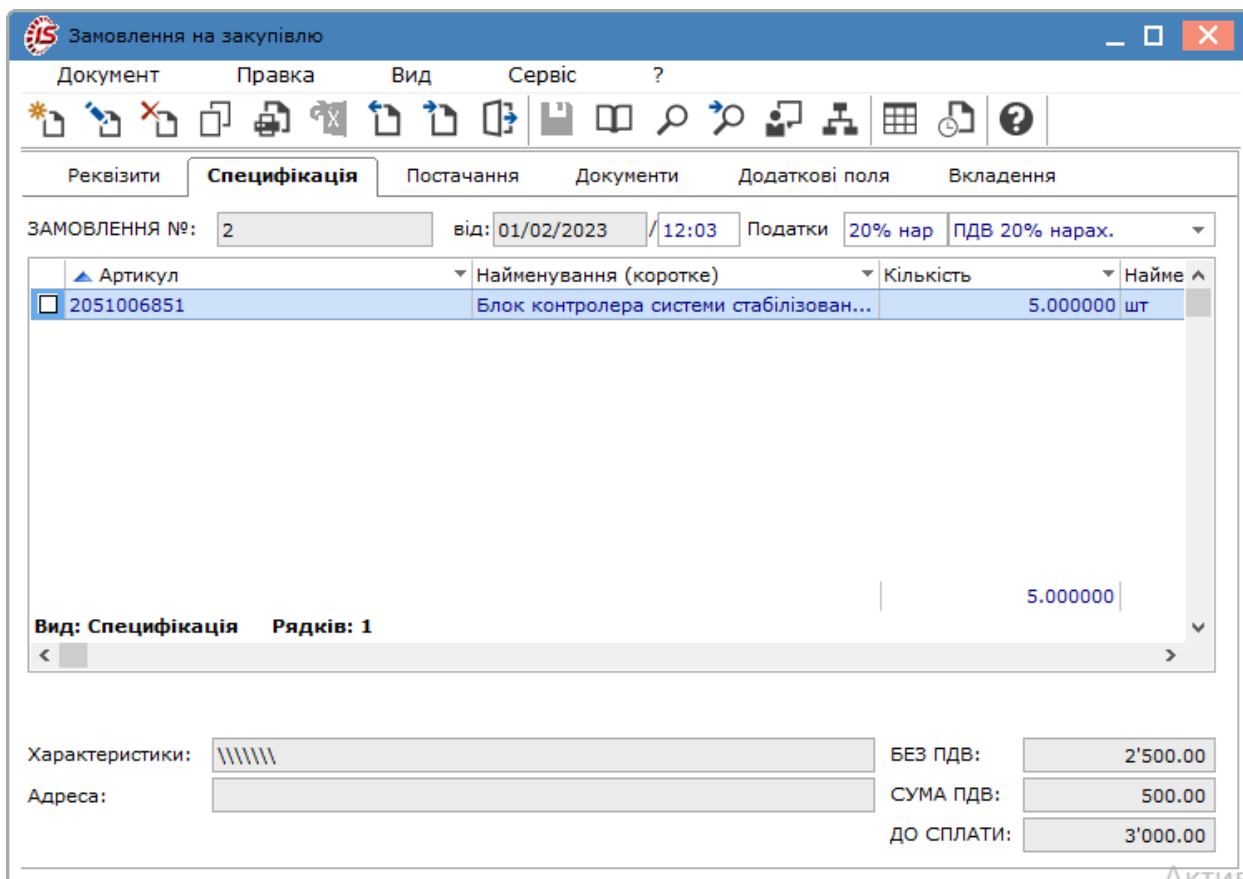 Замовлення на закупівлю
Документ Правка Вид Сервіс ?
Реквізити Специфікація Постачання Документи Додаткові поля Вкладення
ЗАМОВЛЕННЯ №: 2 від: 01/02/2023 / 12:03 Податки 20% нар ПДВ 20% нарах.
Артикул Найменування (коротке) Кількість Найме
2051006851 Блок контролера системи стабілізован... 5.000000 шт
5.000000
Вид: Специфікація Рядків: 1
Характеристики: \\\\\\\ БЕЗ ПДВ: 2'500.00
Адреса: СУМА ПДВ: 500.00
ДО СПЛАТИ: 3'000.00